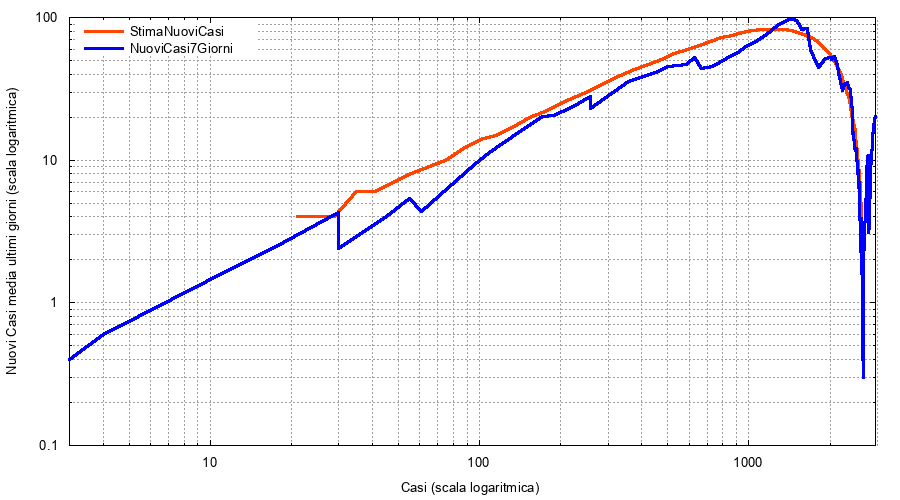 100
10
1
0.1
StimaNuoviCasi
NuoviCasi7Giorni
Nuovi Casi media ultimi giorni (scala logaritmica)
10
100
1000
Casi (scala logaritmica)